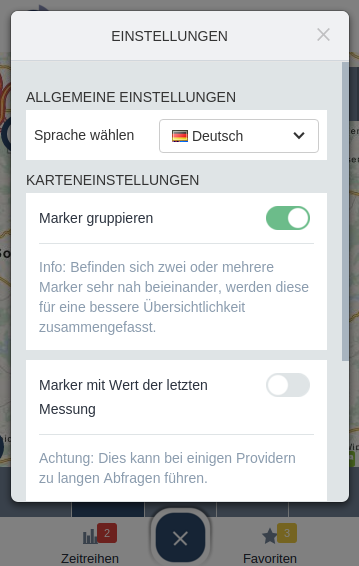 EINSTELLUNGEN
ALLGEMEINE EINSTELLUNGEN
Sprache wählen
Deutsch
KARTENEINSTELLUNGEN
Marker gruppieren
Info: Befinden sich zwei oder mehrere
Marker sehr nah beieinander, werden diese
für eine bessere Übersichtlichkeit
zusammengefasst.
Marker mit Wert der letzten
Messung
Achtung: Dies kann bei einigen Providern
zu langen Abfragen führen.
2
3
Zeitreihen
Favoriten